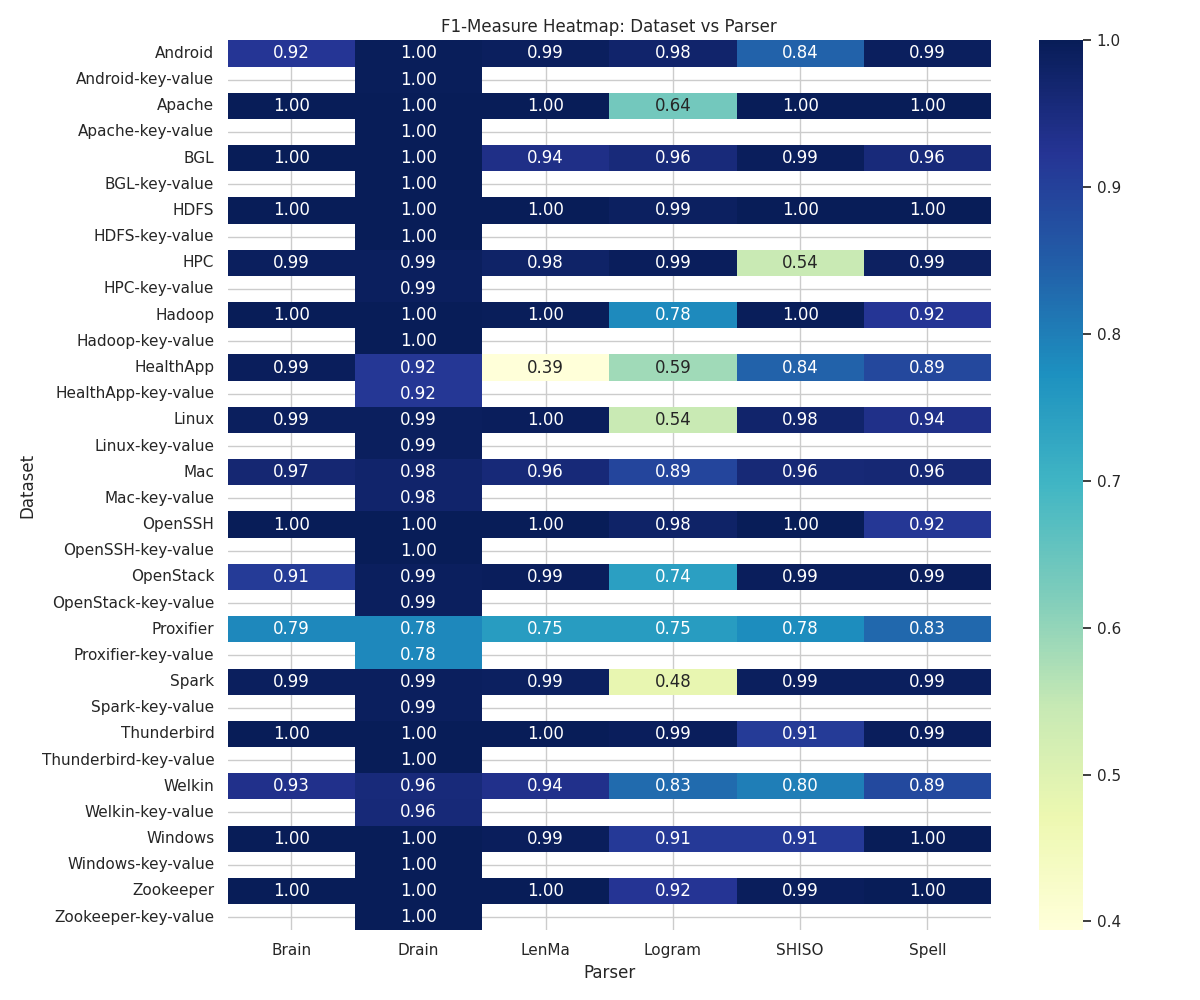 F1-Measure Heatmap: Dataset vs Parser
Android 0.92 1.00 0.99 0.98 0.84 0.99
Android-key-value 1.00
Apache 1.00 1.00 1.00 0.64 1.00 1.00
Apache-key-value 1.00
BGL 1.00 1.00 0.94 0.96 0.99 0.96
BGL-key-value 1.00
HDFS 1.00 1.00 1.00 0.99 1.00 1.00
HDFS-key-value 1.00
HPC 0.99 0.99 0.98 0.99 0.54 0.99
HPC-key-value 0.99
Hadoop 1.00 1.00 1.00 0.78 1.00 0.92
Hadoop-key-value 1.00
HealthApp 0.99 0.92 0.39 0.59 0.84 0.89
HealthApp-key-value 0.92
Linux 0.99 0.99 1.00 0.54 0.98 0.94
Linux-key-value 0.99
Mac 0.97 0.98 0.96 0.89 0.96 0.96
Mac-key-value 0.98
OpenSSH 1.00 1.00 1.00 0.98 1.00 0.92
OpenSSH-key-value 1.00
OpenStack 0.91 0.99 0.99 0.74 0.99 0.99
OpenStack-key-value 0.99
Proxifier 0.79 0.78 0.75 0.75 0.78 0.83
Proxifier-key-value 0.78
Spark 0.99 0.99 0.99 0.48 0.99 0.99
Spark-key-value 0.99
Thunderbird 1.00 1.00 1.00 0.99 0.91 0.99
Thunderbird-key-value 1.00
Welkin 0.93 0.96 0.94 0.83 0.80 0.89
Welkin-key-value 0.96
Windows 1.00 1.00 0.99 0.91 0.91 1.00
Windows-key-value 1.00
Zookeeper 1.00 1.00 1.00 0.92 0.99 1.00
Zookeeper-key-value 1.00
Brain Drain LenMa Logram SHISO Spell
Parser
Dataset
1.0
0.9
0.8
0.7
0.6
0.5
0.4